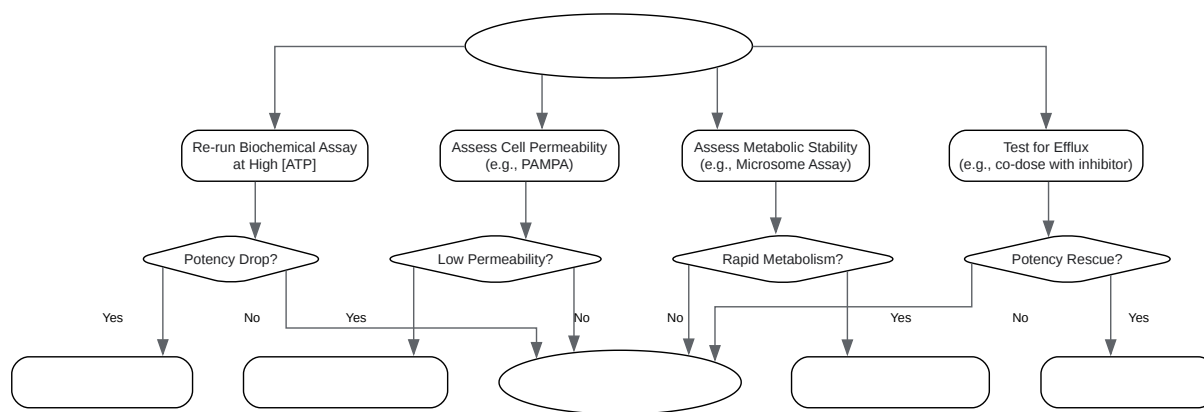 Re-run Biochemical Assay
at High [ATP]
Assess Cell Permeability
(e.g., PAMPA)
Assess Metabolic Stability
(e.g., Microsome Assay)
Test for Efflux
(e.g., co-dose with inhibitor)
Potency Drop?
Low Permeability?
Rapid Metabolism?
Potency Rescue?
Yes
No
Yes
No
No
Yes
No
Yes